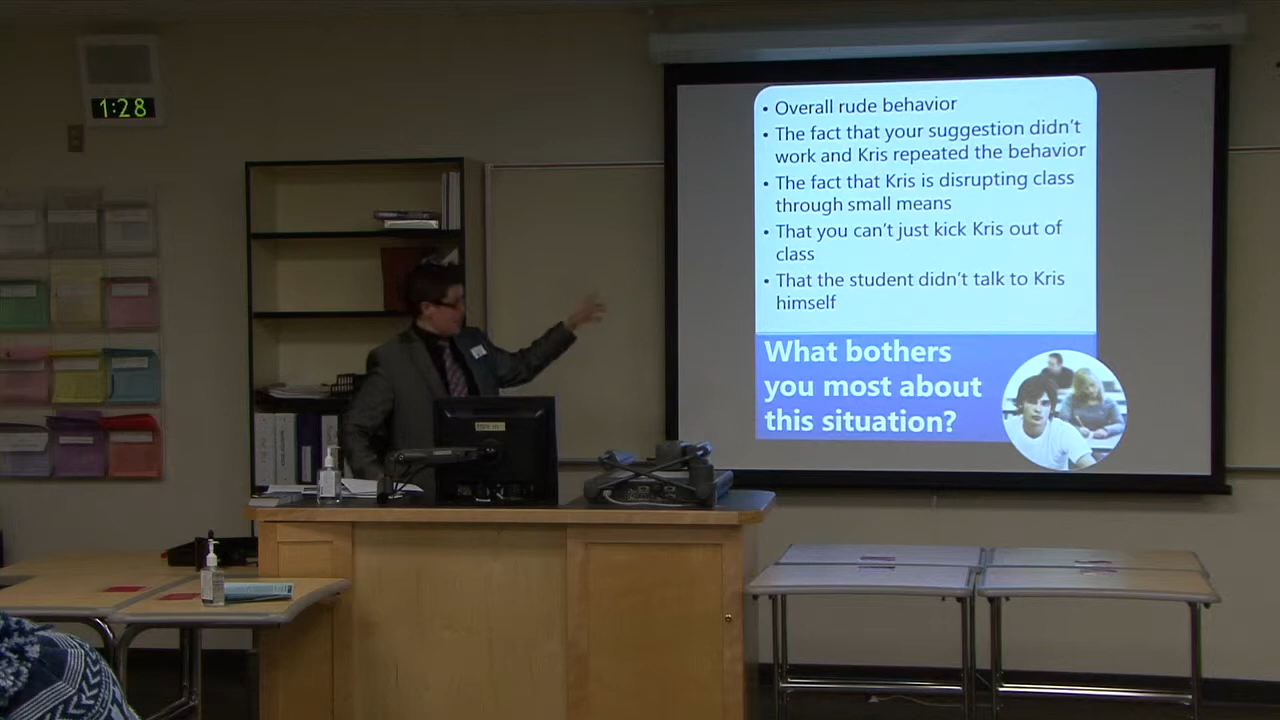 1:28
• Overall rude behavior
• The fact that your suggestion didn't
work and Kris repeated the behavior
• The fact that Kris is disrupting class
through small means
• That you can't just kick Kris out of
class
• That the student didn't talk to Kris
himself
What bothers
you most about
this situation?